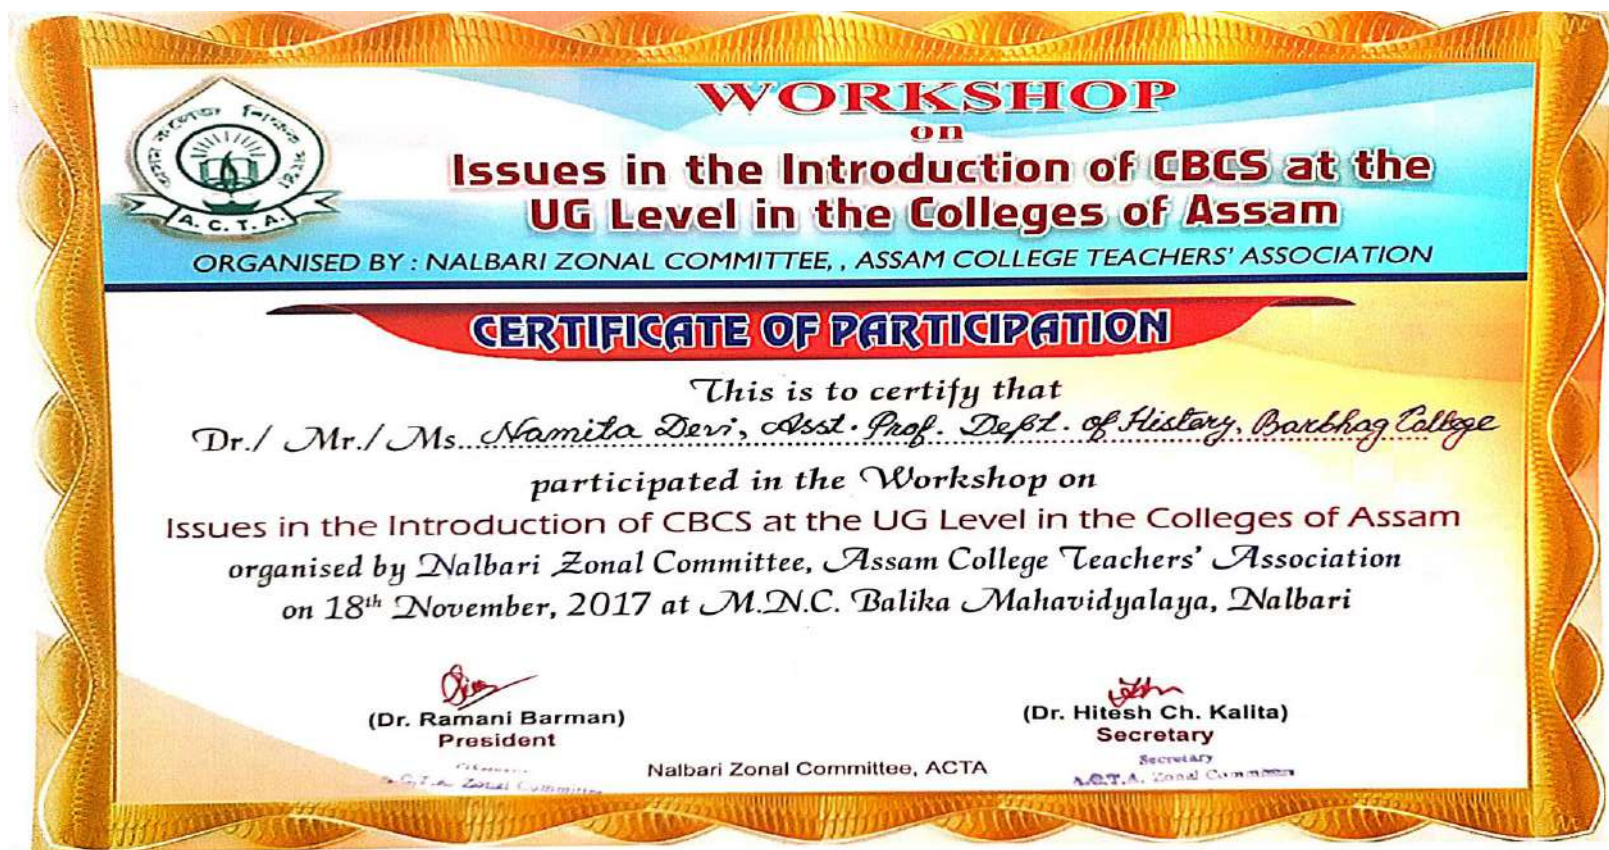 WORKSHOP
on
Issues in the Introduction of CBCS at the
UG Level in the Colleges of Assam
ORGANISED BY : NALBARI ZONAL COMMITTEE, , ASSAM COLLEGE TEACHERS' ASSOCIATION
A. C. T. A.
CERTIFICATE OF PARTICIPATION
This is to certify that
Dr./ Mr./ Ms. Namita Devi, Asst. Prof. Dept. of History, Barbhag College
participated in the Workshop on
Issues in the Introduction of CBCS at the UG Level in the Colleges of Assam
organised by Nalbari Zonal Committee, Assam College Teachers' Association
on 18th November, 2017 at M.N.C. Balika Mahavidyalaya, Nalbari
(Dr. Ramani Barman)
President
(Dr. Hitesh Ch. Kalita)
Secretary
Nalbari Zonal Committee, ACTA
Zonal Committee
Secretary
A.C.T.A. Zonal Committee